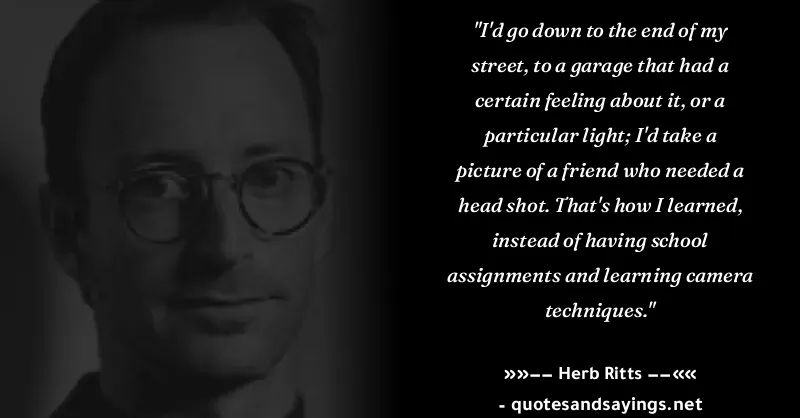 "I'd go down to the end of my
street, to a garage that had a
certain feeling about it, or a
particular light; I'd take a
picture of a friend who needed a
head shot. That's how I learned,
instead of having school
assignments and learning camera
techniques."
»»−− Herb Ritts −−««
- quotesandsayings.net